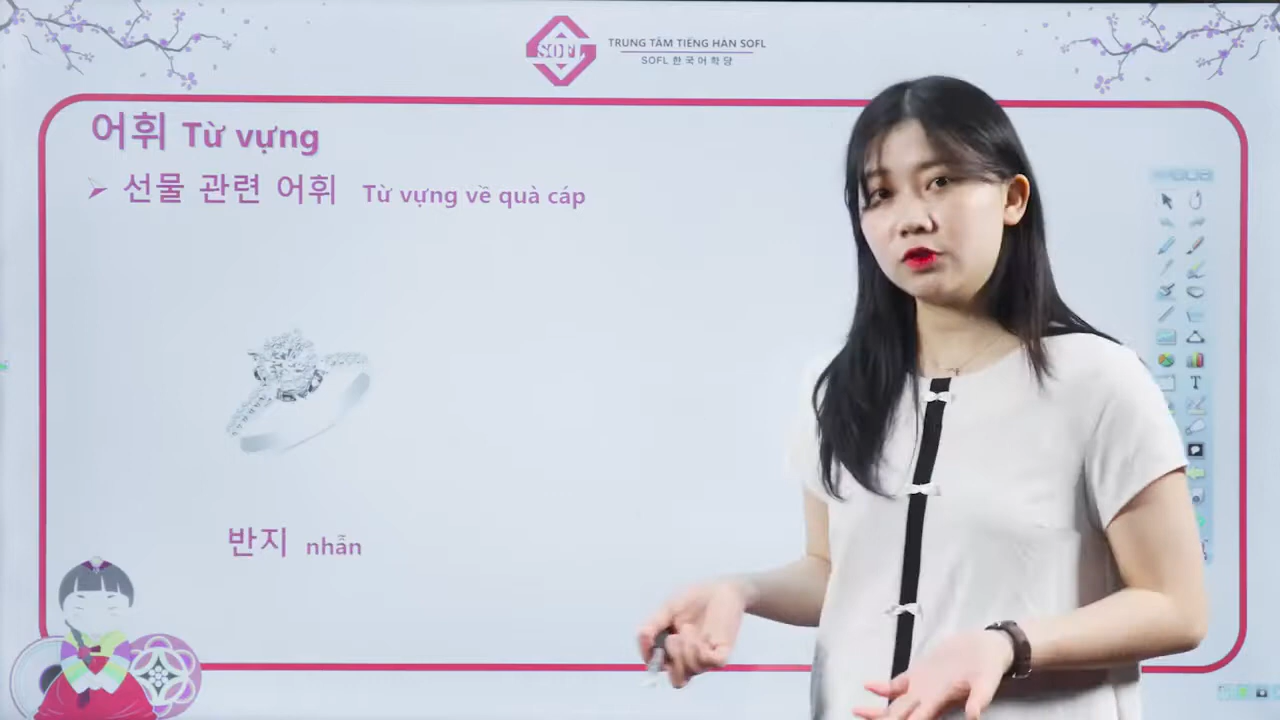 SOFL
TRUNG TÂM TIẾNG HÀN SOFL
SOFL 한국어학당
어휘 Từ vựng
선물 관련 어휘 Từ vựng về quà cáp
반지 nhẫn
T